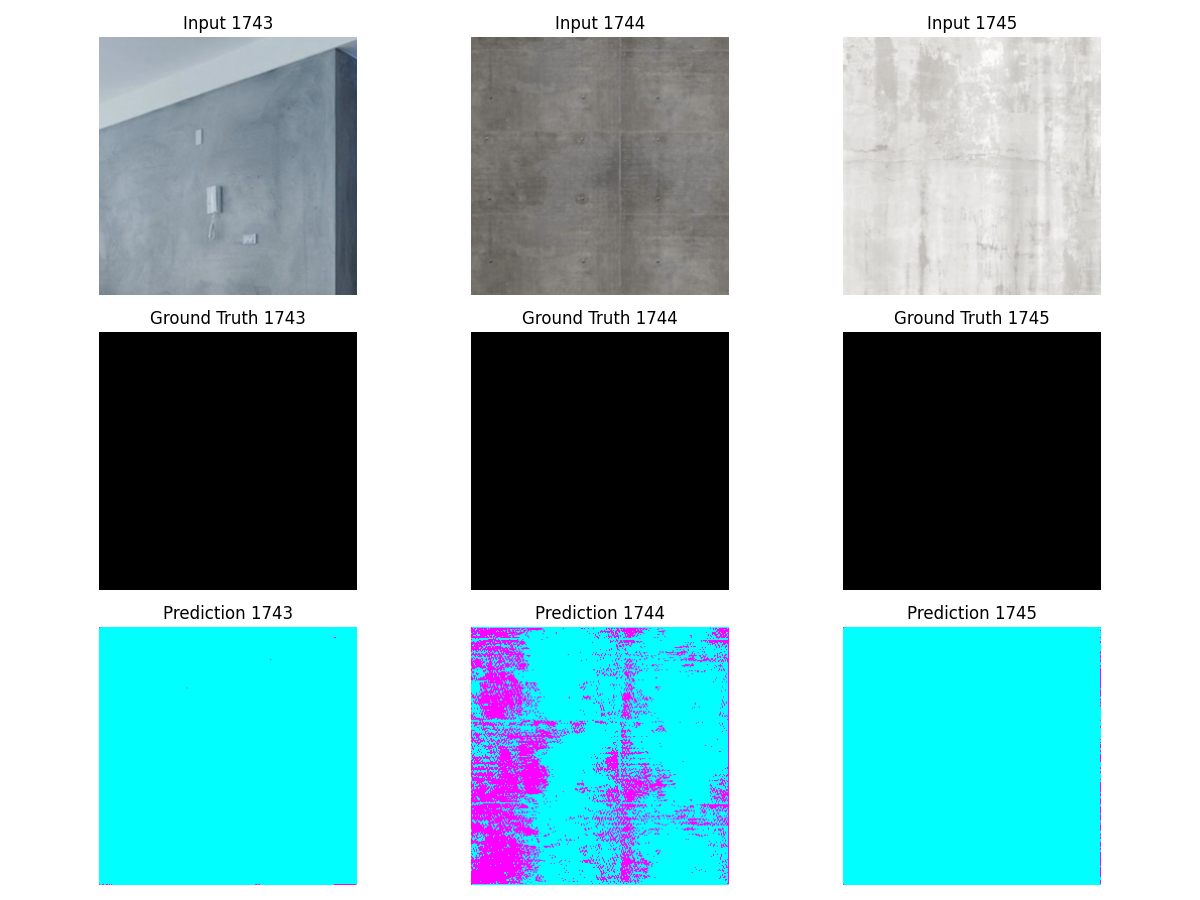 Input 1743
Input 1744
Input 1745
Ground Truth 1743
Ground Truth 1744
Ground Truth 1745
Prediction 1743
Prediction 1744
Prediction 1745